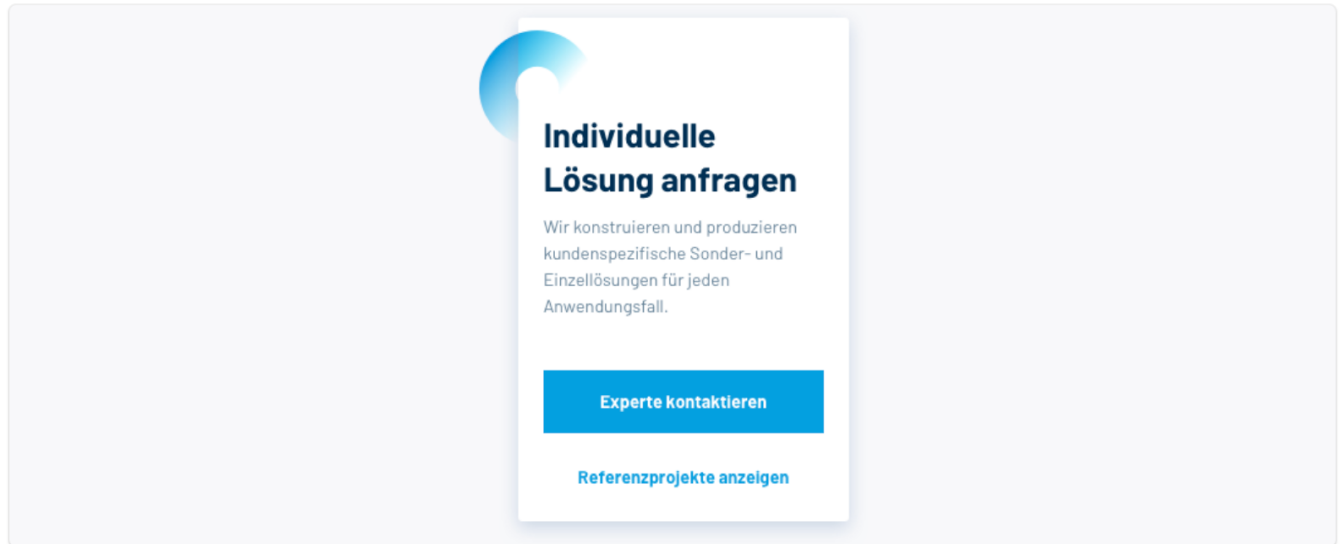 Individuelle
Lösung anfragen
Wir konstruieren und produzieren
kundenspezifische Sonder- und
Einzellösungen für jeden
Anwendungsfall.
Experte kontaktieren
Referenzprojekte anzeigen